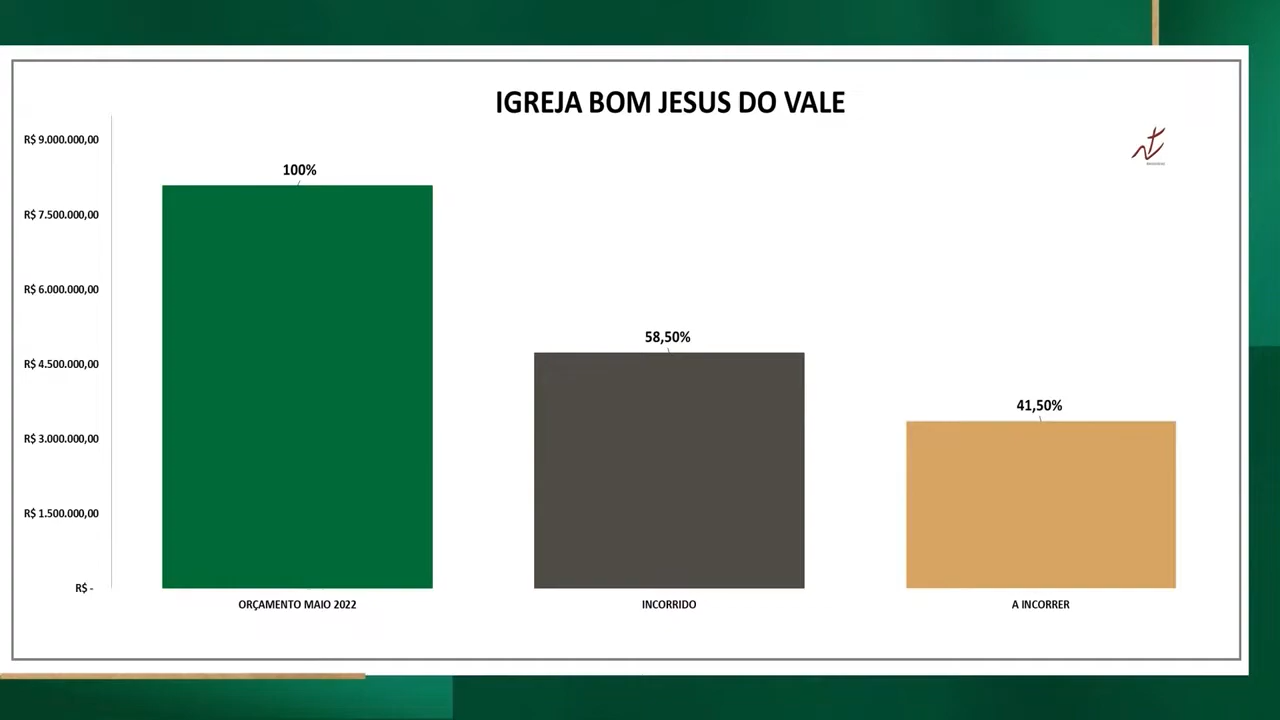 IGREJA BOM JESUS DO VALE
R$ 9.000.000,00
100%
R$ 7.500.000,00
R$ 6.000.000,00
58,50%
R$ 4.500.000,00
41,50%
R$ 3.000.000,00
R$ 1.500.000,00
R$ -
ORÇAMENTO MAIO 2022
INCORRIDO
A INCORRER